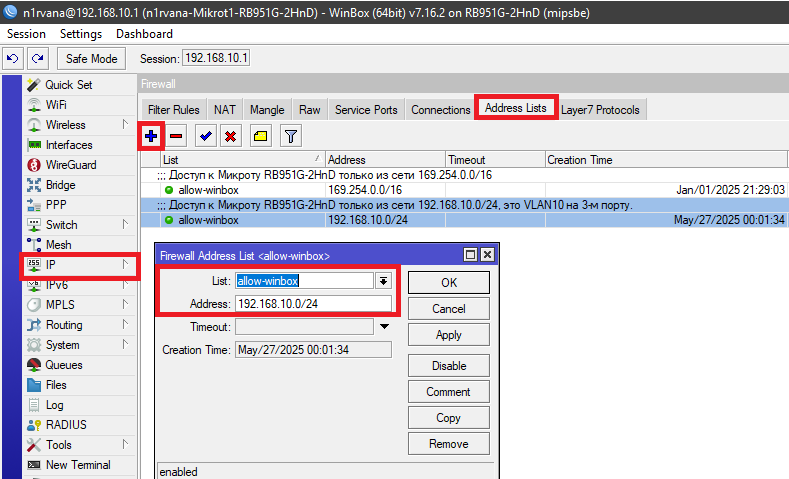 n1rvana@192.168.10.1 (n1rvana-Mikrot1-RB951G-2HnD) - WinBox (64bit) v7.16.2 on RB951G-2HnD (mipsbe)
Session Settings Dashboard
Safe Mode Session: 192.168.10.1
Quick Set
WiFi
Wireless
Interfaces
WireGuard
Bridge
PPP
Switch
Mesh
IP
IPv6
MPLS
Routing
System
Queues
Files
Log
RADIUS
Tools
New Terminal
Firewall
Filter Rules NAT Mangle Raw Service Ports Connections Address Lists Layer7 Protocols
List Address Timeout Creation Time
;;; Доступ к Микроту RB951G-2HnD только из сети 169.254.0.0/16
allow-winbox 169.254.0.0/16 Jan/01/2025 21:29:03
;;; Доступ к Микроту RB951G-2HnD только из сети 192.168.10.0/24, это VLAN10 на 3-м порту.
allow-winbox 192.168.10.0/24 May/27/2025 00:01:34
Firewall Address List <allow-winbox>
List: allow-winbox
Address: 192.168.10.0/24
Timeout:
Creation Time: May/27/2025 00:01:34
OK
Cancel
Apply
Disable
Comment
Copy
Remove
enabled